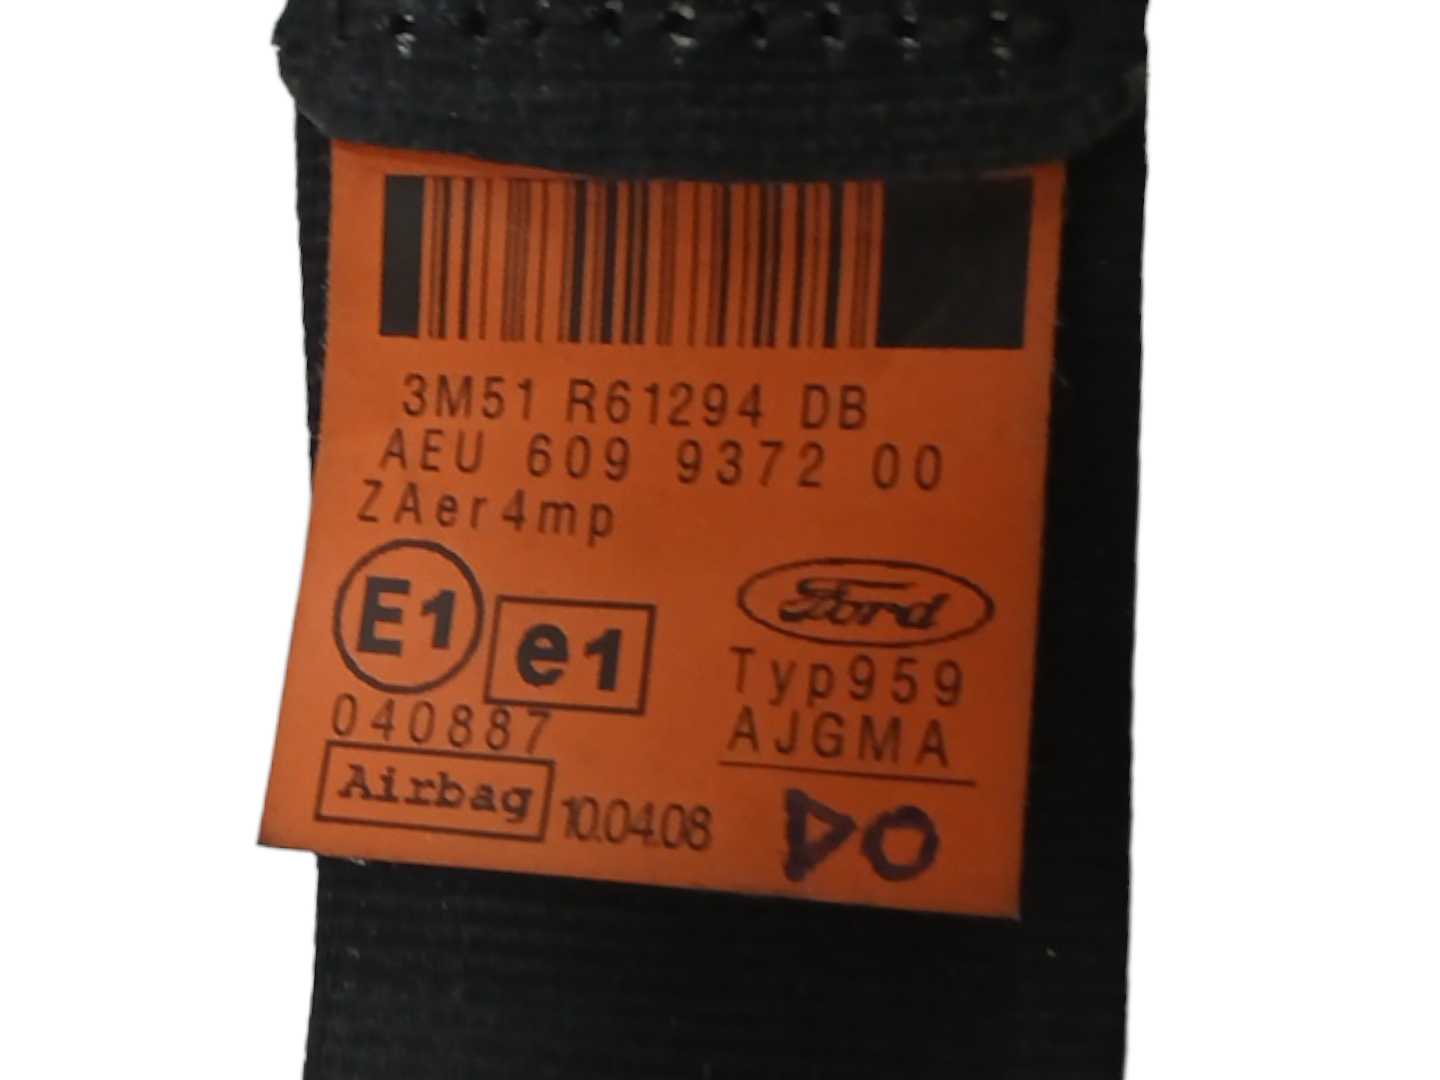 3M51 R61294 DB
AEU 609 9372 00
ZAer4mp
E1 e1
Ford
Typ959
040887
AJGMA
Airbag
10.04.08
DO